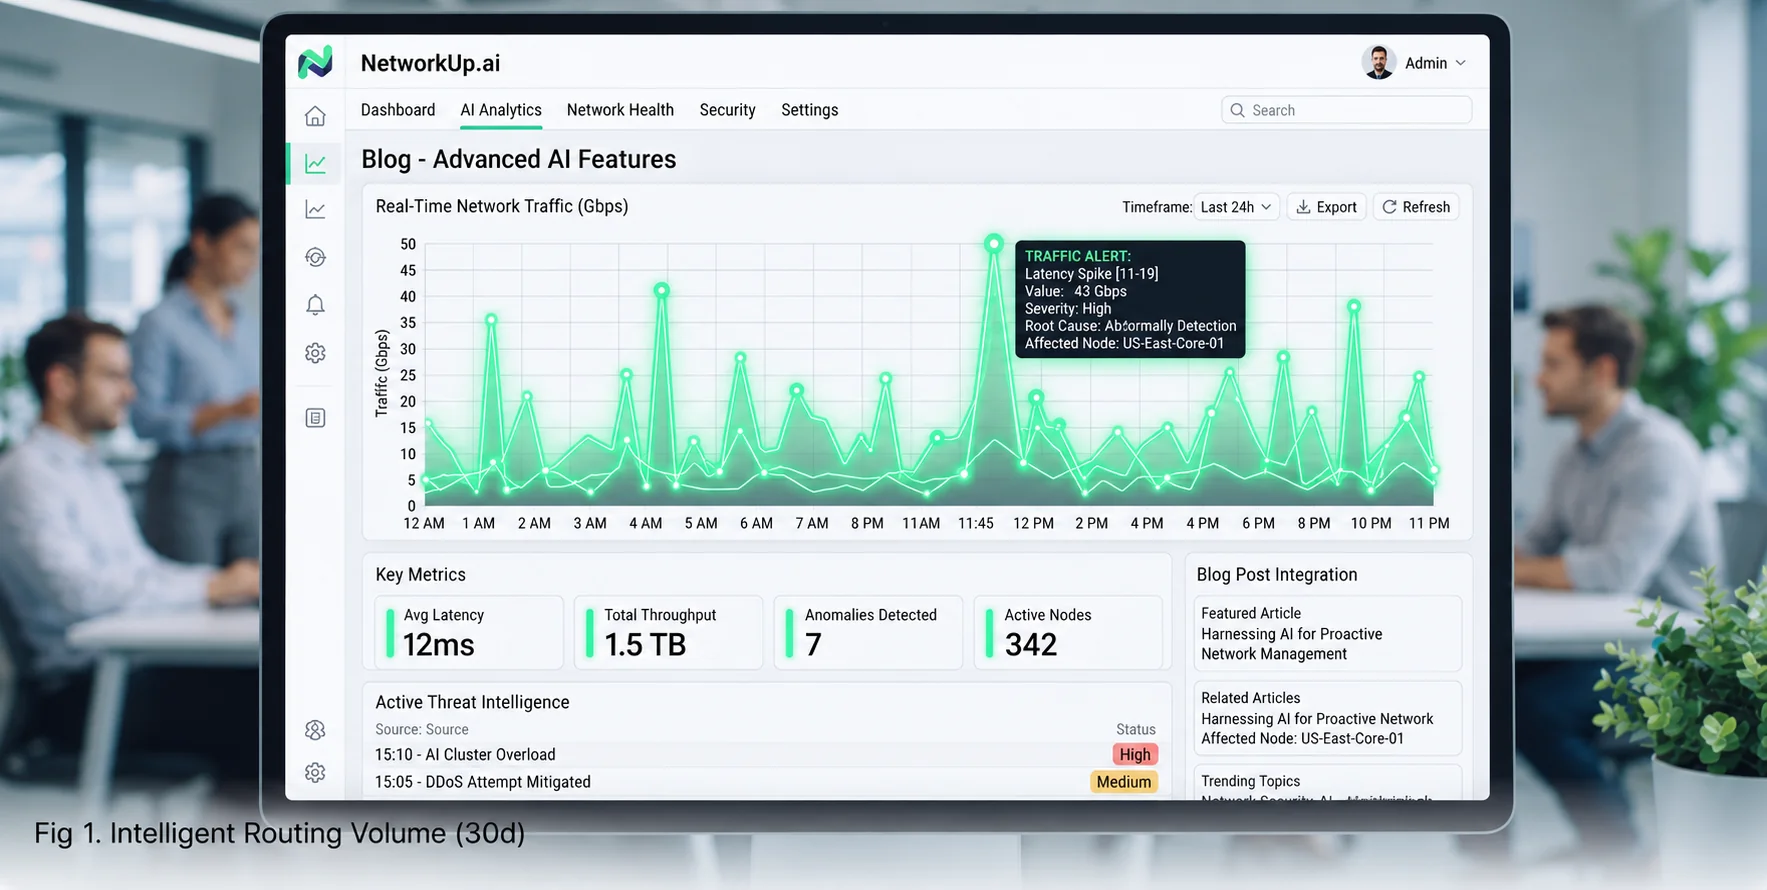 NetworkUp.ai
Admin
Dashboard AI Analytics Network Health Security Settings
Search
Blog - Advanced AI Features
Real-Time Network Traffic (Gbps)
Timeframe: Last 24h Export Refresh
Traffic (Gbps)
50
45
40
35
30
25
20
15
10
5
0
12 AM 1 AM 2 AM 3 AM 4 AM 5 AM 6 AM 7 AM 8 PM 11AM 11:45 12 PM 2 PM 4 PM 4 PM 6 PM 8 PM 10 PM 11 PM
TRAFFIC ALERT:
Latency Spike [11-19]
Value: 43 Gbps
Severity: High
Root Cause: Detection
Affected Node: US-East-Core-01
Key Metrics
Avg Latency
12ms
Total Throughput
1.5 TB
Anomalies Detected
7
Active Nodes
342
Active Threat Intelligence
Source: Source Status
15:10 - AI Cluster Overload High
15:05 - DDoS Attempt Mitigated Medium
Blog Post Integration
Featured Article
Harnessing AI for Proactive
Network Management
Related Articles
Harnessing AI for Proactive Network
Affected Node: US-East-Core-01
Trending Topics
Fig 1. Intelligent Routing Volume (30d)